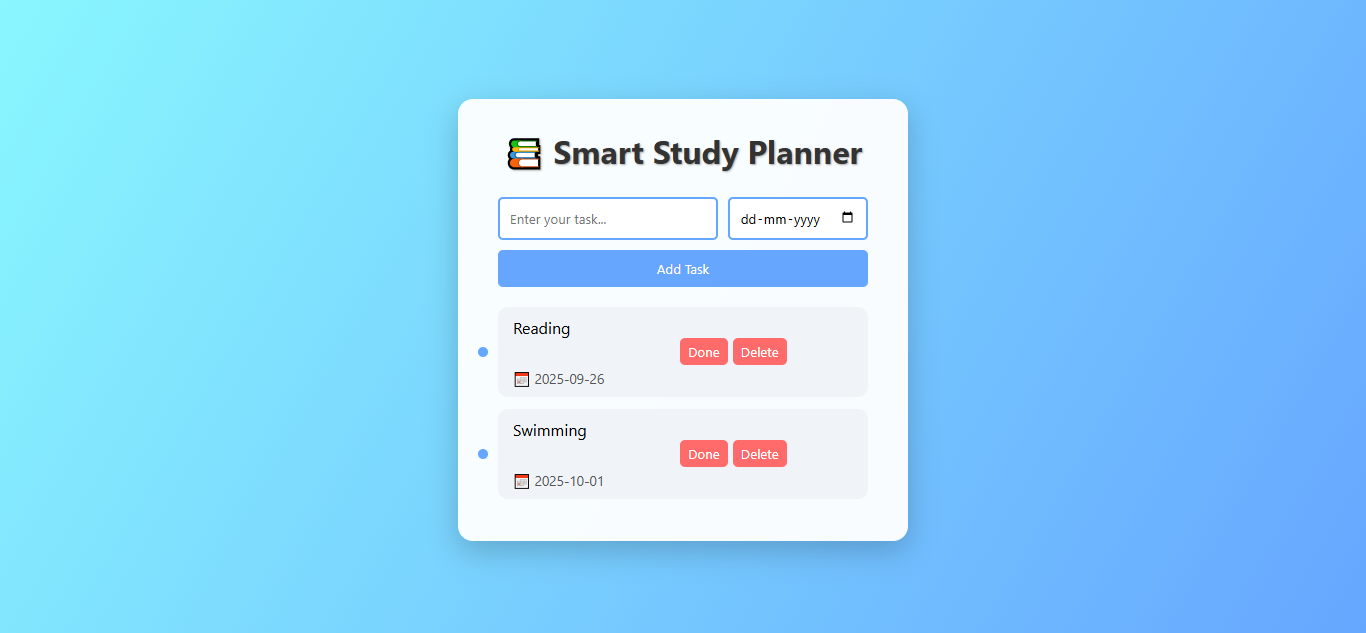 📚 Smart Study Planner
Enter your task...
dd-mm-yyyy
Add Task
Reading
Done
Delete
📅 2025-09-26
Swimming
Done
Delete
📅 2025-10-01